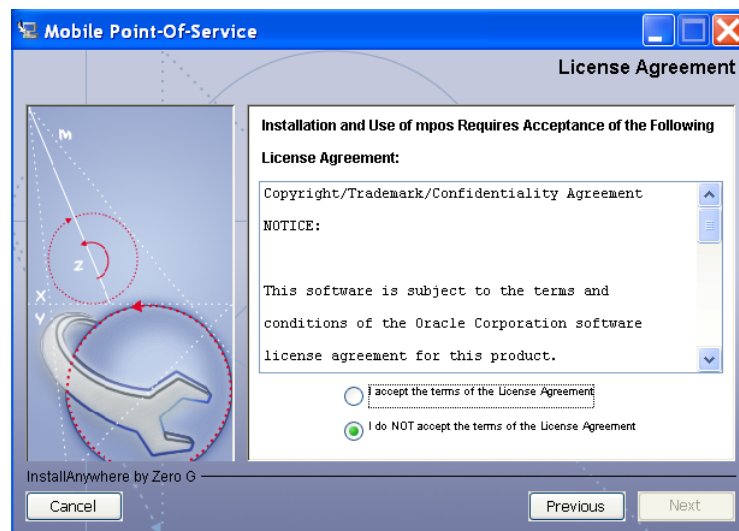 Mobile Point-Of-Service
License Agreement
M
Z
X
Y
Installation and Use of mpos Requires Acceptance of the Following
License Agreement:
Copyright/Trademark/Confidentiality Agreement
NOTICE:
This software is subject to the terms and
conditions of the Oracle Corporation software
license agreement for this product.
I accept the terms of the License Agreement
I do NOT accept the terms of the License Agreement
InstallAnywhere by Zero G
Cancel
Previous
Next